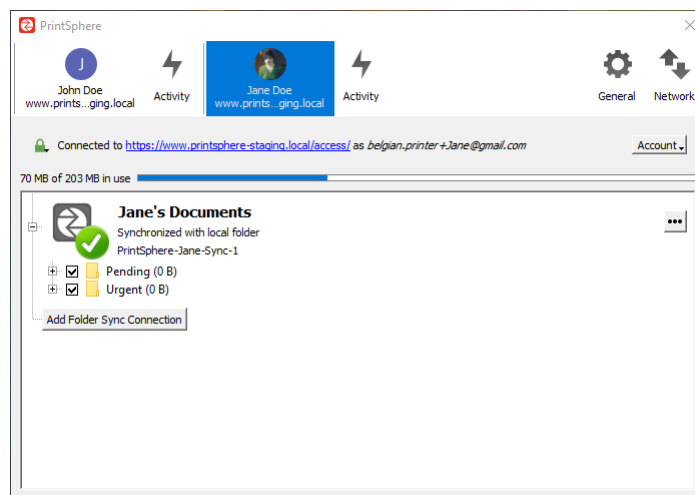 PrintSphere
J
John Doe
www.prints...ging.local
Activity
Jane Doe
www.prints...ging.local
Activity
General
Network
Connected to https://www.printsphere-staging.local/access/ as belgian.printer+Jane@gmail.com
Account
70 MB of 203 MB in use
Jane's Documents
Synchronized with local folder
PrintSphere-Jane-Sync-1
Pending (0 B)
Urgent (0 B)
Add Folder Sync Connection